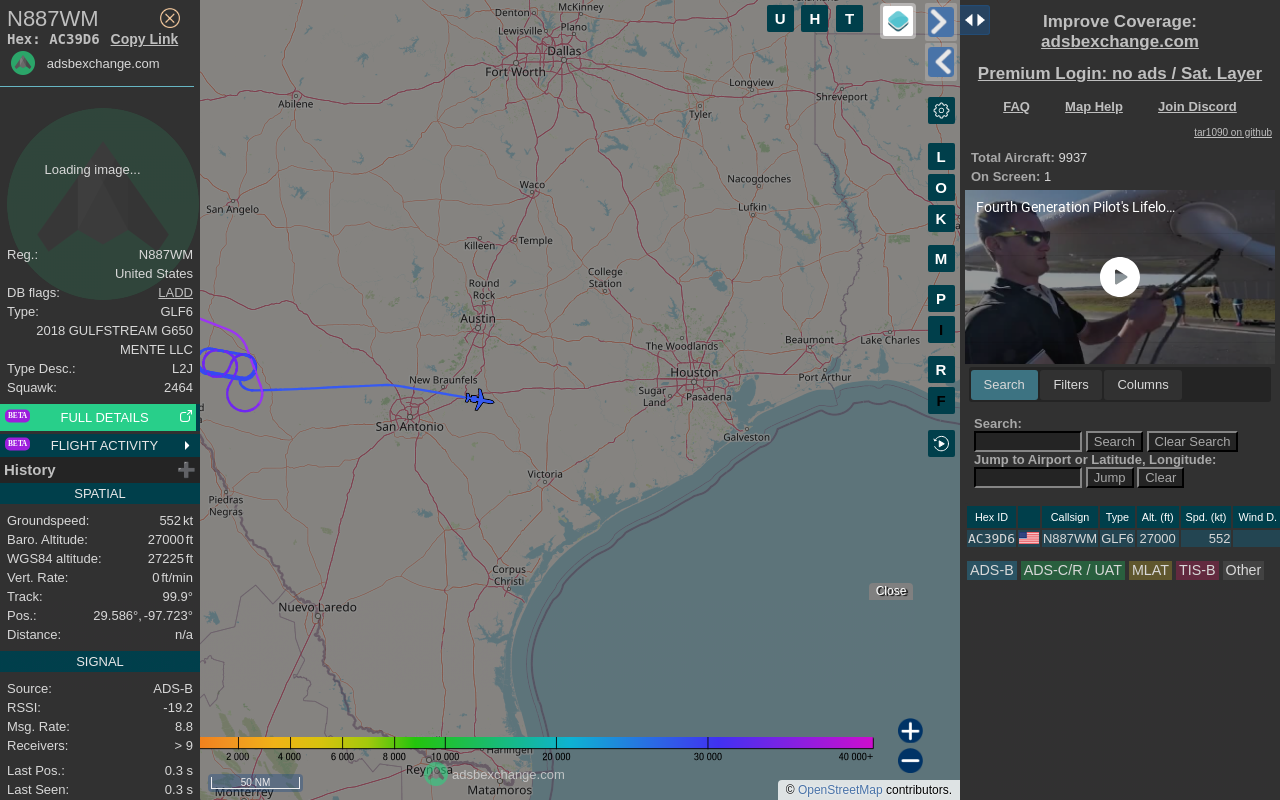 N887WM
Hex: AC39D6 Copy Link
adsbexchange.com
Loading image...
Reg.: N887WM
United States
DB flags: LADD
Type: GLF6
2018 GULFSTREAM G650
MENTE LLC
Type Desc.: L2J
Squawk: 2464
BETA FULL DETAILS
BETA FLIGHT ACTIVITY
History
SPATIAL
Groundspeed: 552 kt
Baro. Altitude: 27000 ft
WGS84 altitude: 27225 ft
Vert. Rate: 0 ft/min
Track: 99.9°
Pos.: 29.586°, -97.723°
Distance: n/a
SIGNAL
Source: ADS-B
RSSI: -19.2
Msg. Rate: 8.8
Receivers: > 9
Last Pos.: 0.3 s
Last Seen: 0.3 s
Denton
McKinney
Lewisville
Plano
Dallas
Fort Worth
Abilene
Longview
Shreveport
Tyler
Waco
Nacogdoches
San Angelo
Lufkin
Killeen
Temple
College
Station
Round
Rock
Austin
The Woodlands
Beaumont
Lake Charles
Houston
Port Arthur
New Braunfels
Sugar
Land
Pasadena
San Antonio
Galveston
Victoria
Piedras
Negras
Corpus
Christi
Nuevo Laredo
Harlingen
Reynosa
Matamoros
Monterrey
U H T
L
O
K
M
P
I
R
F
Close
2 000 4 000 6 000 8 000 10 000 20 000 30 000 40 000+
adsbexchange.com
50 NM
© OpenStreetMap contributors.
Improve Coverage:
adsbexchange.com
Premium Login: no ads / Sat. Layer
FAQ Map Help Join Discord
tar1090 on github
Total Aircraft: 9937
On Screen: 1
Fourth Generation Pilot's Lifelo...
Search Filters Columns
Search:
Search Clear Search
Jump to Airport or Latitude, Longitude:
Jump Clear
Hex ID Callsign Type Alt. (ft) Spd. (kt) Wind D.
AC39D6 N887WM GLF6 27000 552
ADS-B ADS-C/R / UAT MLAT TIS-B Other